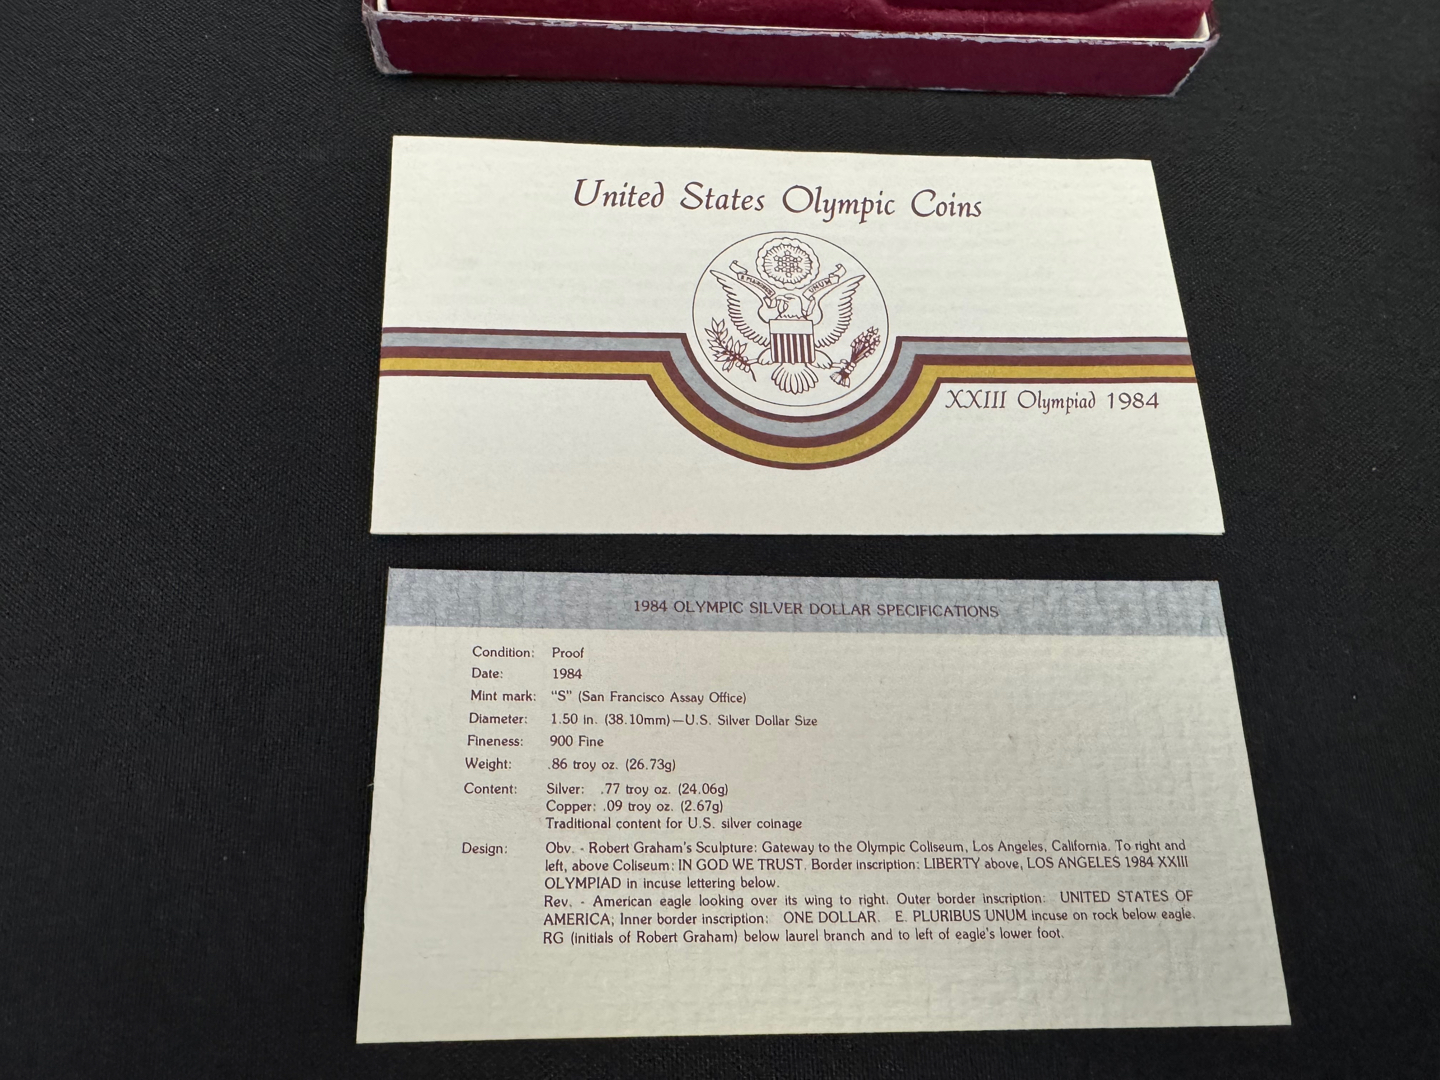 United States Olympic Coins
E PLURIBUS UNUM
XXIII Olympiad 1984
1984 OLYMPIC SILVER DOLLAR SPECIFICATIONS
Condition: Proof
Date: 1984
Mint mark: "S" (San Francisco Assay Office)
Diameter: 1.50 in. (38.10mm)—U.S. Silver Dollar Size
Fineness: 900 Fine
Weight: .86 troy oz. (26.73g)
Content: Silver: .77 troy oz. (24.06g)
Copper: .09 troy oz. (2.67g)
Traditional content for U.S. silver coinage
Design: Obv. - Robert Graham's Sculpture: Gateway to the Olympic Coliseum, Los Angeles, California. To right and
left, above Coliseum: IN GOD WE TRUST. Border inscription: LIBERTY above, LOS ANGELES 1984 XXIII
OLYMPIAD in incuse lettering below.
Rev. - American eagle looking over its wing to right. Outer border inscription: UNITED STATES OF
AMERICA; Inner border inscription: ONE DOLLAR. E. PLURIBUS UNUM incuse on rock below eagle.
RG (initials of Robert Graham) below laurel branch and to left of eagle's lower foot.